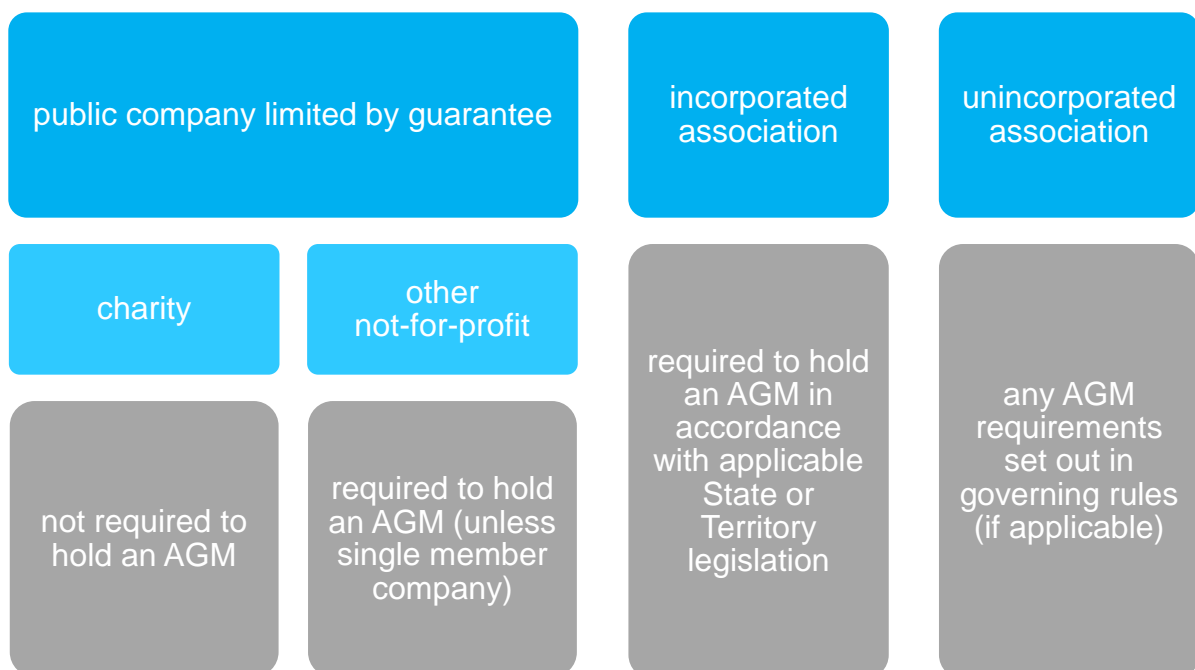 public company limited by guarantee
incorporated
association
unincorporated
association
charity
other
not-for-profit
not required to
hold an AGM
required to hold
an AGM (unless
single member
company)
required to hold
an AGM in
accordance
with applicable
State or
Territory
legislation
any AGM
requirements
set out in
governing rules
(if applicable)